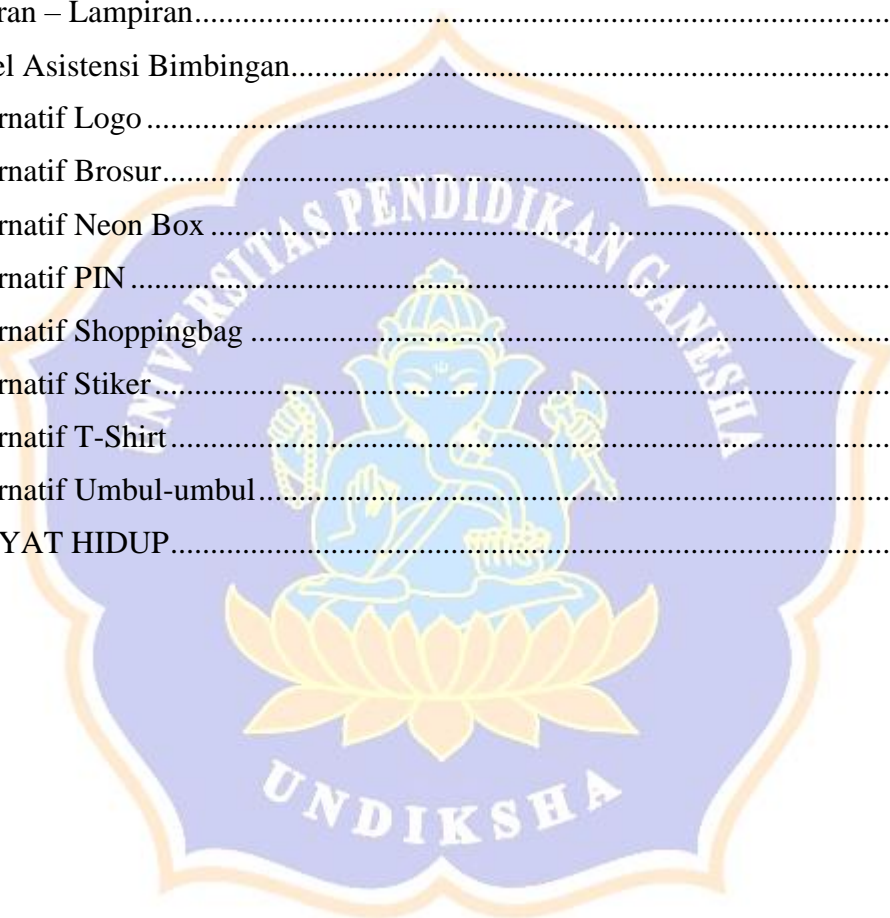 ran – Lampiran
el Asistensi Bimbingan
rnatif Logo
rnatif Brosur
rnatif Neon Box
rnatif PIN
rnatif Shoppingbag
rnatif Stiker
rnatif T-Shirt
rnatif Umbul-umbul
YAT HIDUP
UNIVERSITAS PENDIDIKAN GANESHA
UNDIKSHA